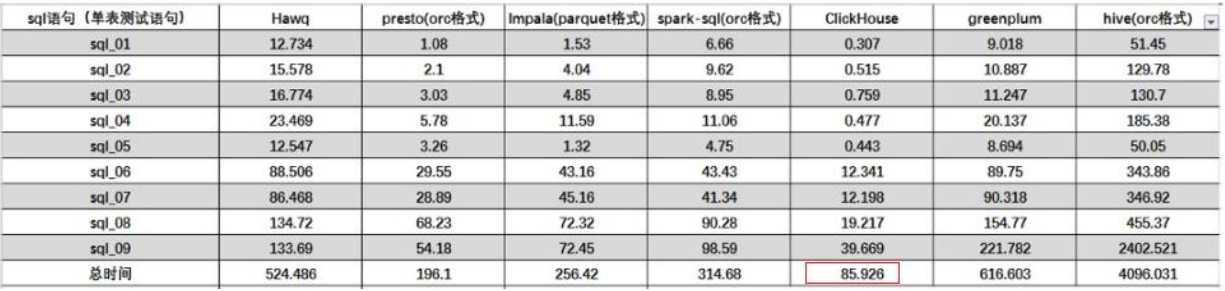 sql语句（单表测试语句） Hawq presto(orc格式) Impala(parquet格式) spark-sql(orc格式) ClickHouse greenplum hive(orc格式)
sql_01 12.734 1.08 1.53 6.66 0.307 9.018 51.45
sql_02 15.578 2.1 4.04 9.62 0.515 10.887 129.78
sql_03 16.774 3.03 4.85 8.95 0.759 11.247 130.7
sql_04 23.469 5.78 11.59 11.06 0.477 20.137 185.38
sql_05 12.547 3.26 1.32 4.75 0.443 8.694 50.05
sql_06 88.506 29.55 43.16 43.43 12.341 89.75 343.86
sql_07 86.468 28.89 45.16 41.34 12.198 90.318 346.92
sql_08 134.72 68.23 72.32 90.28 19.217 154.77 455.37
sql_09 133.69 54.18 72.45 98.59 39.669 221.782 2402.521
总时间 524.486 196.1 256.42 314.68 85.926 616.603 4096.031